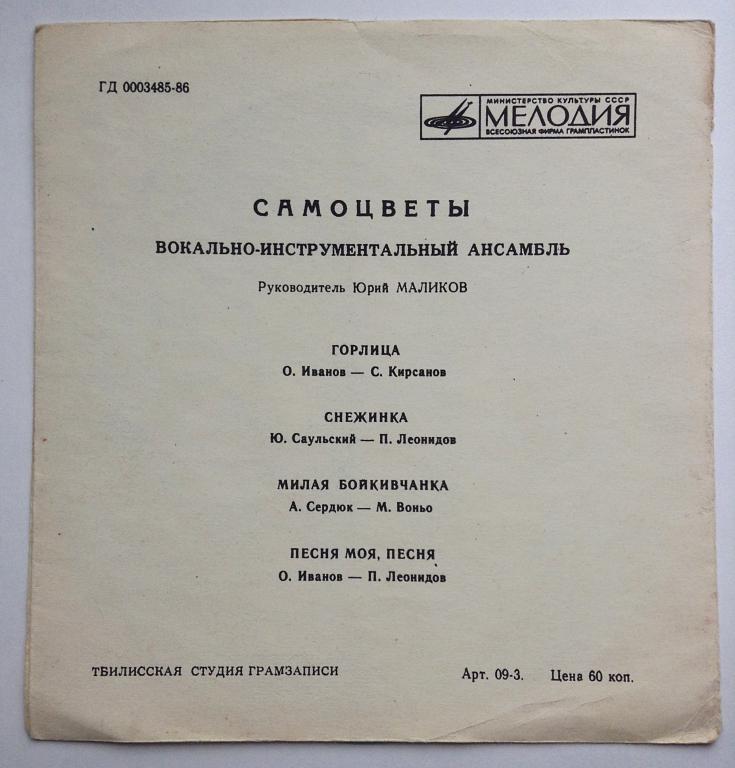 ГД 0003485-86
МИНИСТЕРСТВО КУЛЬТУРЫ СССР
МЕЛОДИЯ
ВСЕСОЮЗНАЯ ФИРМА ГРАМПЛАСТИНОК
САМОЦВЕТЫ
ВОКАЛЬНО-ИНСТРУМЕНТАЛЬНЫЙ АНСАМБЛЬ
Руководитель Юрий МАЛИКОВ
ГОРЛИЦА
О. Иванов — С. Кирсанов
СНЕЖИНКА
Ю. Саульский — П. Леонидов
МИЛАЯ БОЙКИВЧАНКА
А. Сердюк — М. Воньо
ПЕСНЯ МОЯ, ПЕСНЯ
О. Иванов — П. Леонидов
ТБИЛИССКАЯ СТУДИЯ ГРАМЗАПИСИ
Арт. 09-3. Цена 60 коп.